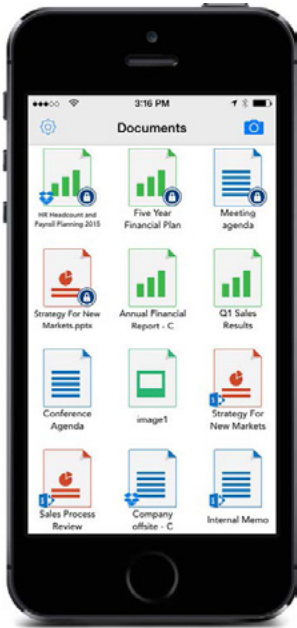 3:16 PM
Documents
HR Headcount and
Payroll Planning 2015
Five Year
Financial Plan
Meeting
agenda
Strategy For New
Markets.pptx
Annual Financial
Report - C
Q1 Sales
Results
Conference
Agenda
image1
Strategy For
New Markets
Sales Process
Review
Company
offsite - C
Internal Memo